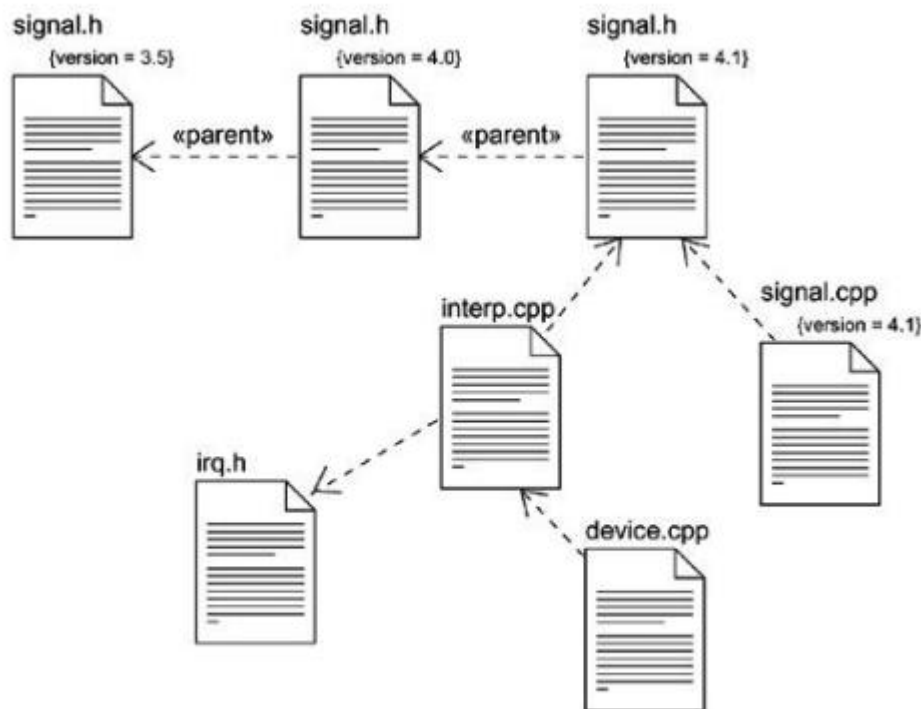 signal.h
{version = 3.5}
signal.h
{version = 4.0}
signal.h
{version = 4.1}
«parent»
«parent»
interp.cpp
signal.cpp
{version = 4.1}
irq.h
device.cpp